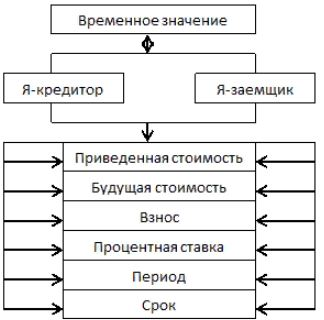 Временное значение
Я-кредитор
Я-заемщик
Приведенная стоимость
Будущая стоимость
Взнос
Процентная ставка
Период
Срок